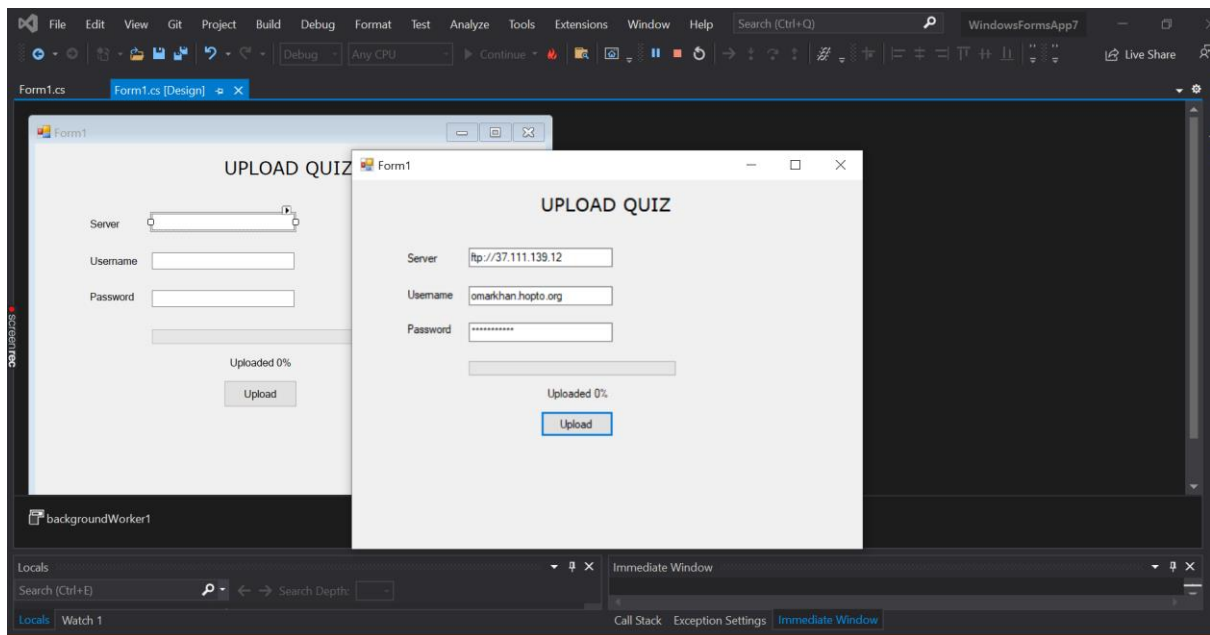 File Edit View Git Project Build Debug Format Test Analyze Tools Extensions Window Help Search (Ctrl+Q) WindowsFormsApp7
Debug Any CPU Continue Live Share
Form1.cs Form1.cs [Design]
Form1
UPLOAD QUIZ
Server
Username
Password
Uploaded 0%
Upload
Form1
UPLOAD QUIZ
Server ftp://37.111.139.12
Username omarkhan.hopto.org
Password ***********
Uploaded 0%
Upload
screenrec
backgroundWorker1
Locals
Search (Ctrl+E) Search Depth:
Locals Watch 1
Immediate Window
Call Stack Exception Settings Immediate Window